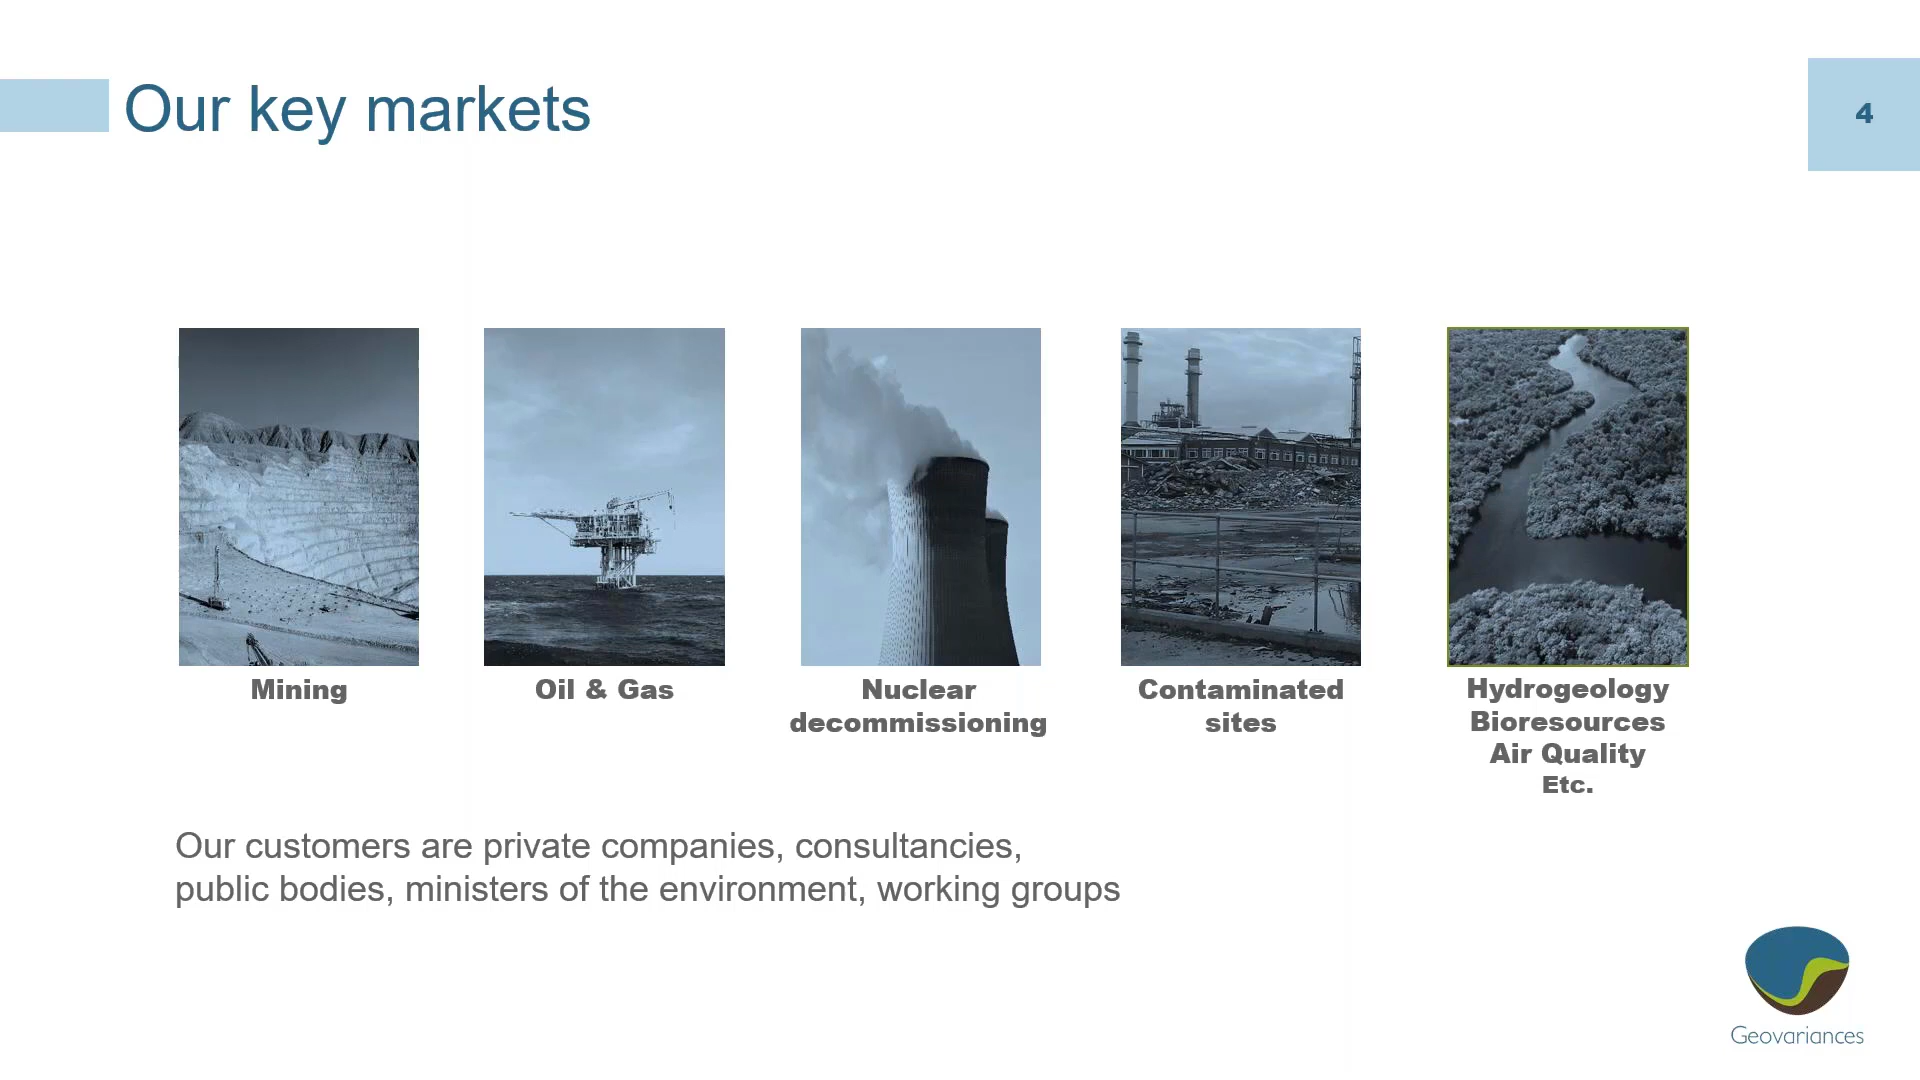 Our key markets
4
Mining
Oil & Gas
Nuclear
decommissioning
Contaminated
sites
Hydrogeology
Bioresources
Air Quality
Etc.
Our customers are private companies, consultancies,
public bodies, ministers of the environment, working groups
Geovariances